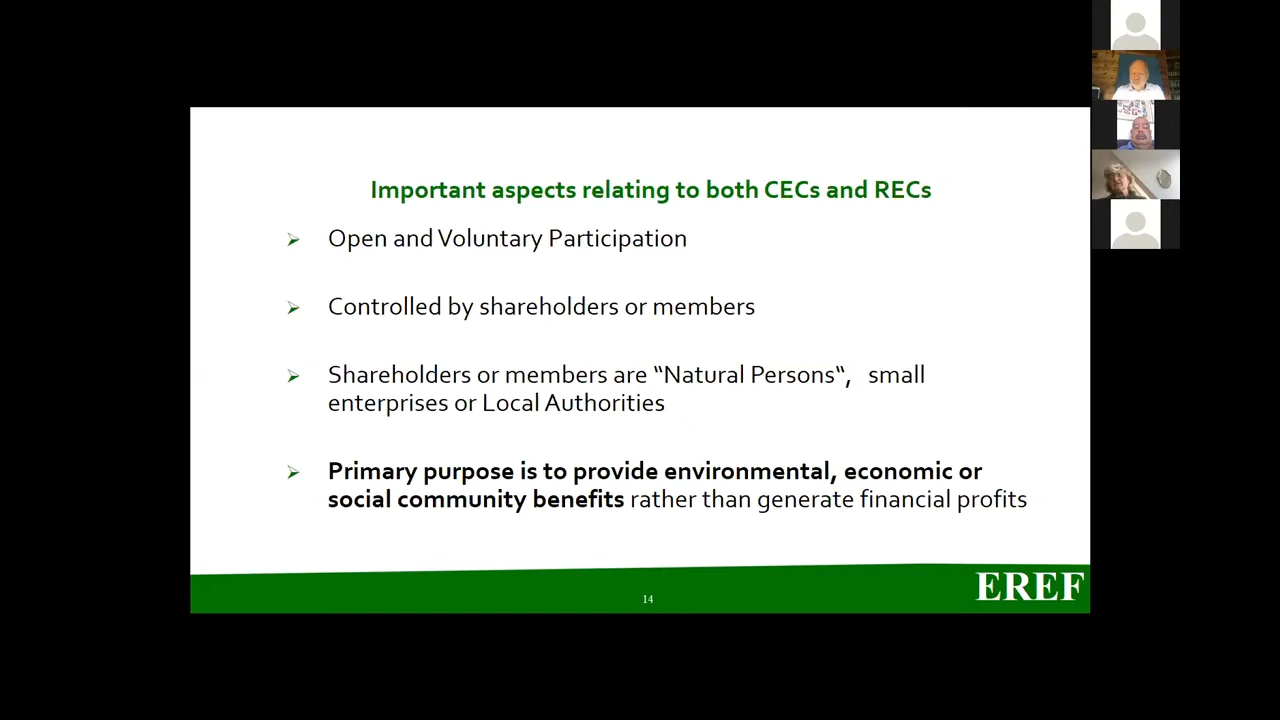 Important aspects relating to both CECs and RECs
Open and Voluntary Participation
Controlled by shareholders or members
Shareholders or members are “Natural Persons“, small
enterprises or Local Authorities
Primary purpose is to provide environmental, economic or
social community benefits rather than generate financial profits
14
EREF